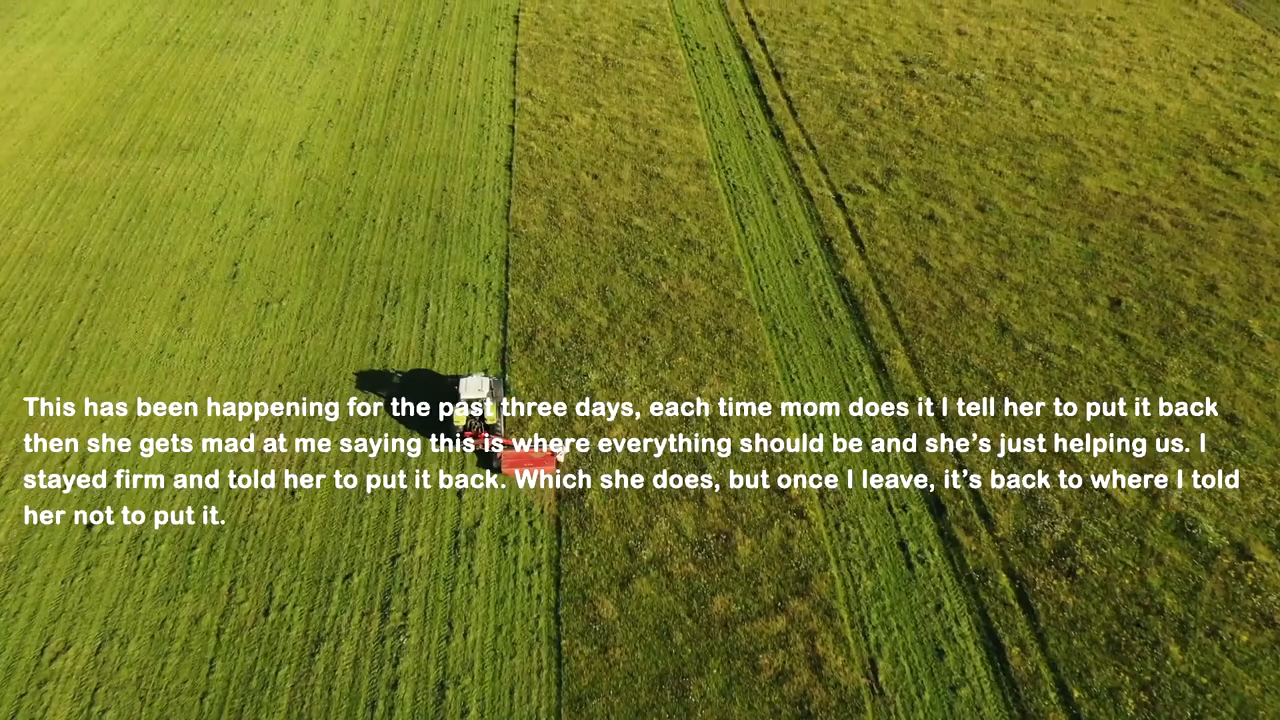 This has been happening for the past three days, each time mom does it I tell her to put it back
then she gets mad at me saying this is where everything should be and she’s just helping us. I
stayed firm and told her to put it back. Which she does, but once I leave, it’s back to where I told
her not to put it.